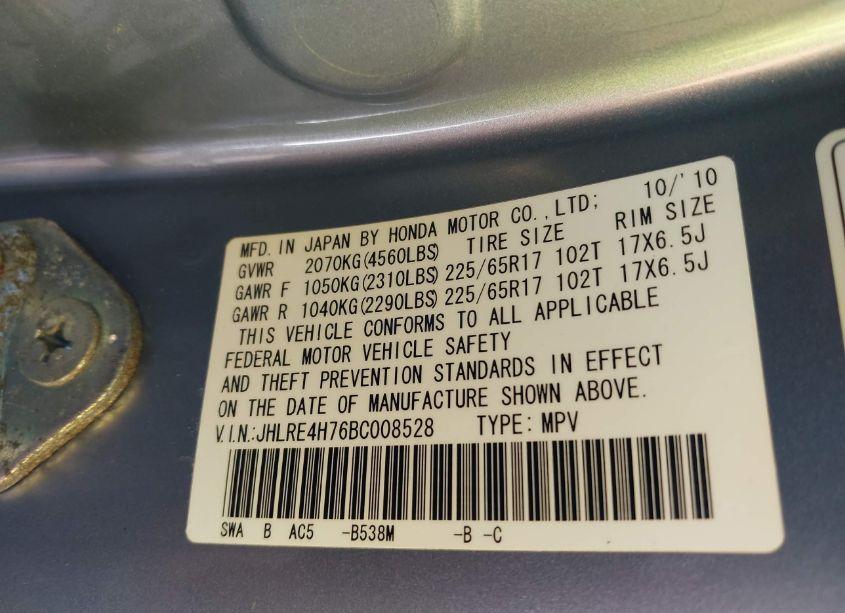 MFD. IN JAPAN BY HONDA MOTOR CO., LTD; 10/'10
GVWR 2070KG(4560LBS) TIRE SIZE RIM SIZE
GAWR F 1050KG(2310LBS) 225/65R17 102T 17X6.5J
GAWR R 1040KG(2290LBS) 225/65R17 102T 17X6.5J
THIS VEHICLE CONFORMS TO ALL APPLICABLE
FEDERAL MOTOR VEHICLE SAFETY
AND THEFT PREVENTION STANDARDS IN EFFECT
ON THE DATE OF MANUFACTURE SHOWN ABOVE.
V.I.N.:JHLRE4H76BC008528 TYPE: MPV
SWA B AC5 -B538M -B -C